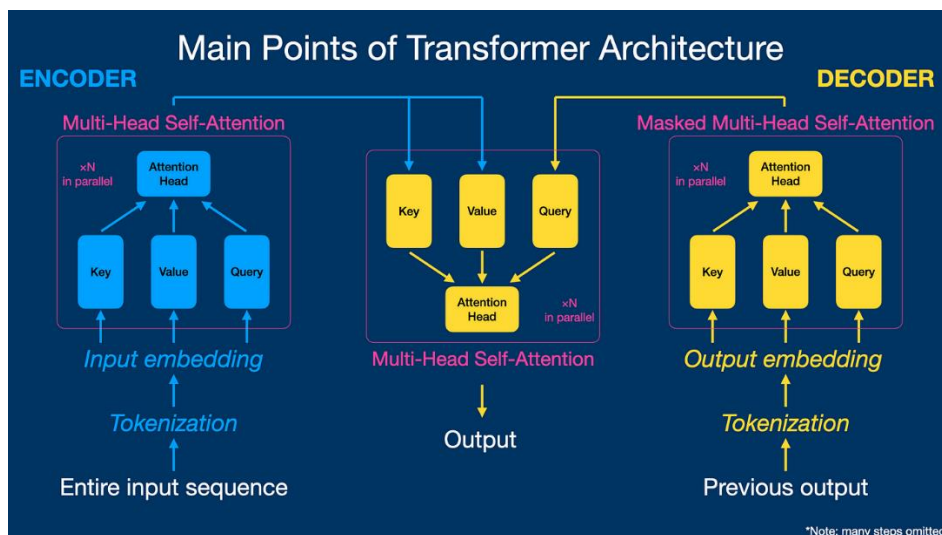 Main Points of Transformer Architecture
ENCODER
DECODER
Multi-Head Self-Attention
×N
in parallel
Attention
Head
Key
Value
Query
Input embedding
Tokenization
Entire input sequence
Key
Value
Query
Attention
Head
×N
in parallel
Multi-Head Self-Attention
Output
Masked Multi-Head Self-Attention
×N
in parallel
Attention
Head
Key
Value
Query
Output embedding
Tokenization
Previous output
*Note: many steps omitted